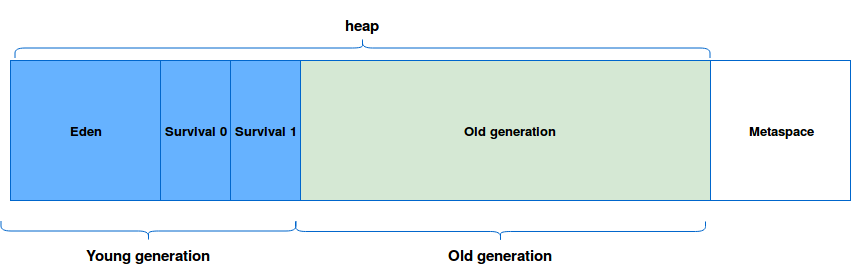 heap
Eden
Survival 0
Survival 1
Old generation
Metaspace
Young generation
Old generation